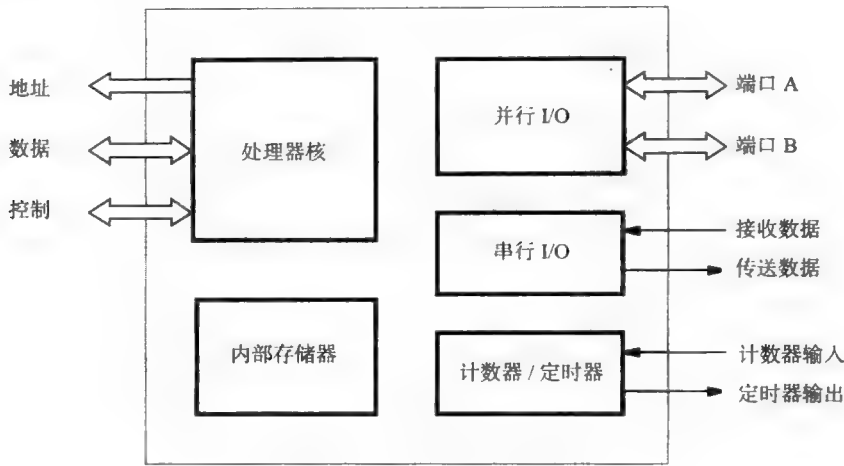 地址
数据
控制
处理器核
内部存储器
并行 I/O
串行 I/O
计数器 / 定时器
端口 A
端口 B
接收数据
传送数据
计数器输入
定时器输出